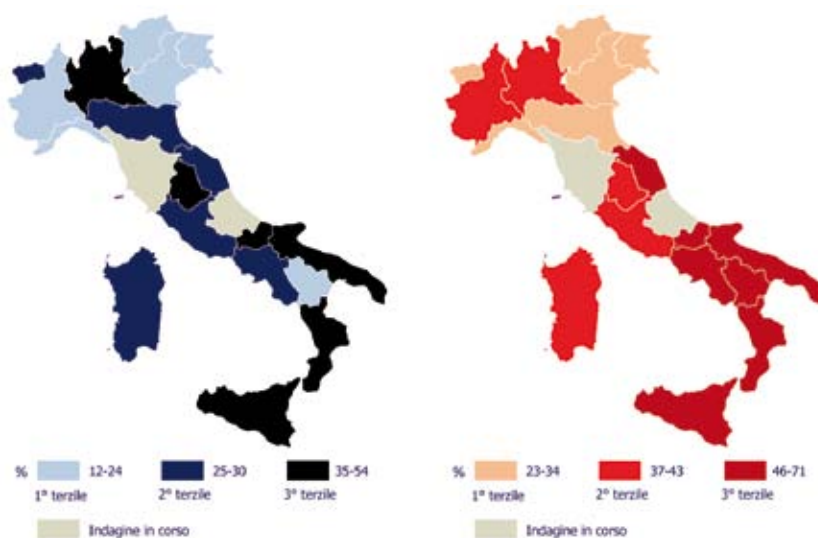 % 12-24 25-30 35-54
1° terzile 2° terzile 3° terzile
Indagine in corso
% 23-34 37-43 46-71
1° terzile 2° terzile 3° terzile
Indagine in corso